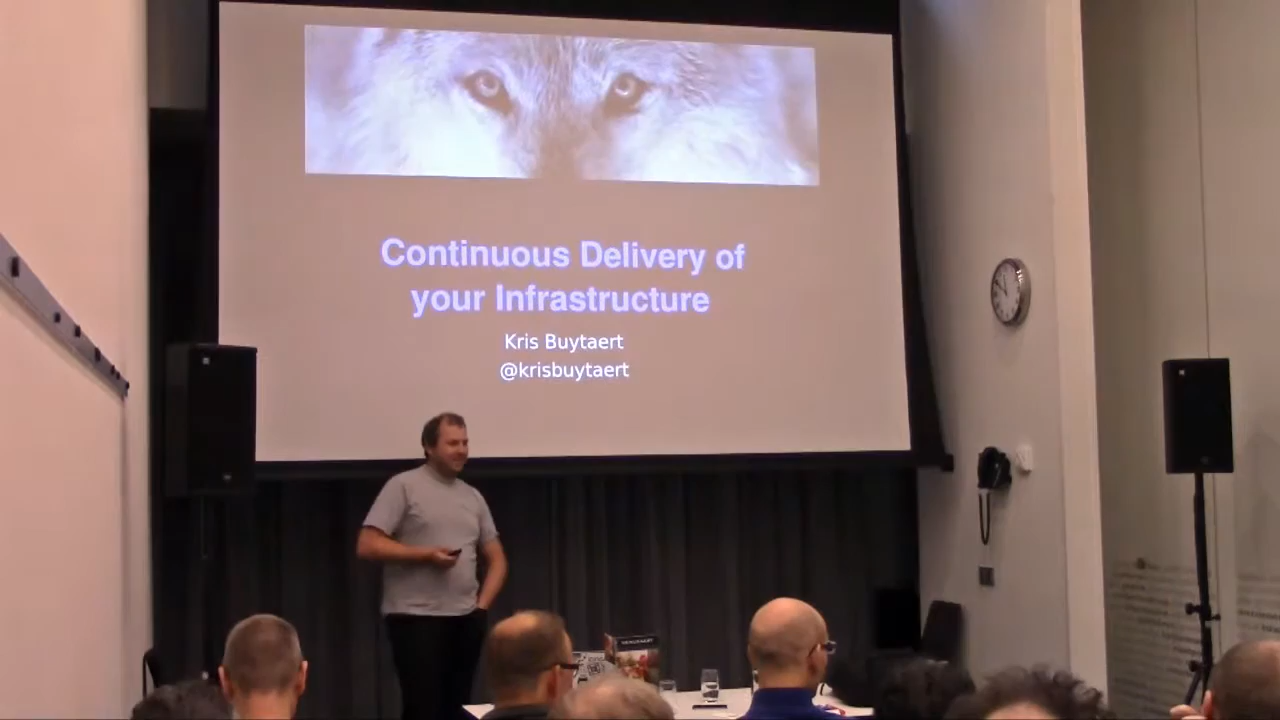 Continuous Delivery of
your Infrastructure
Kris Buytaert
@krisbuytaert